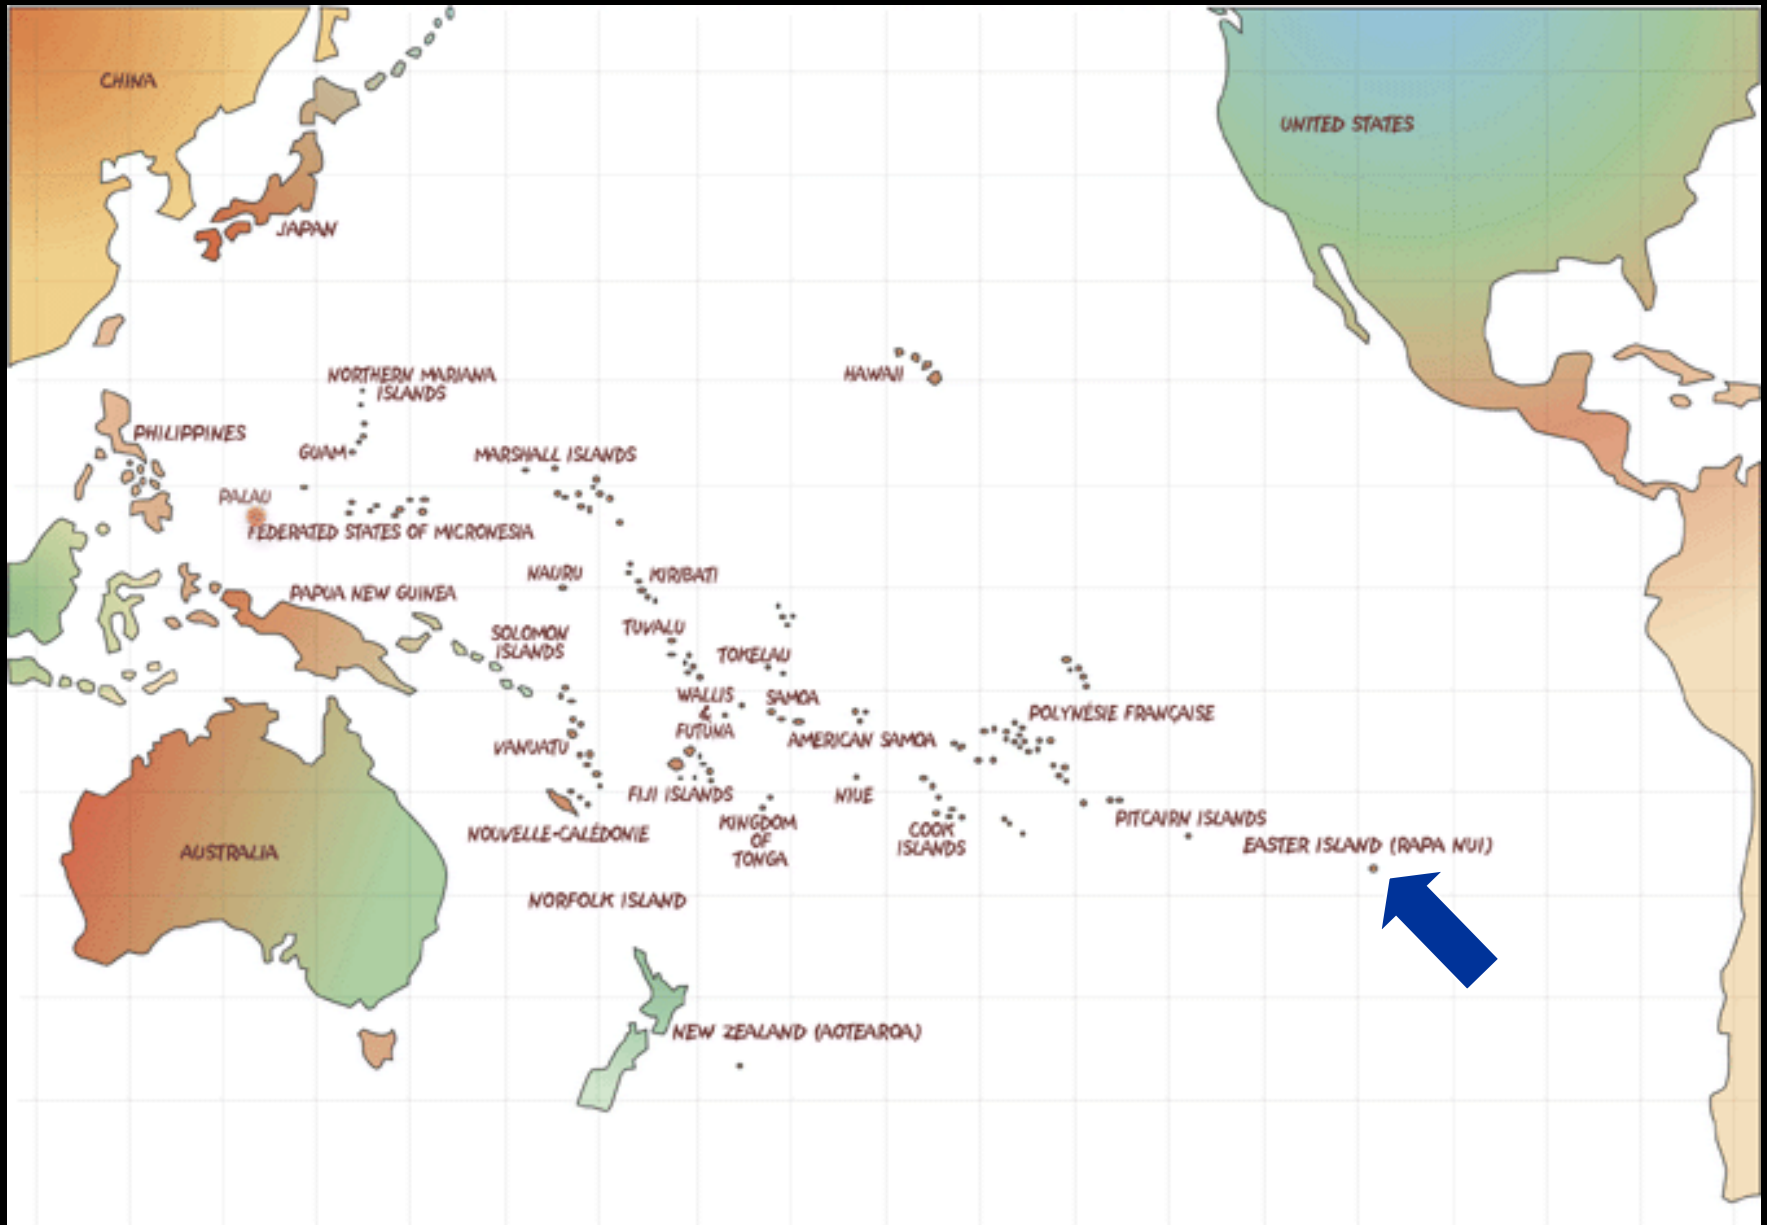 CHINA
UNITED STATES
JAPAN
NORTHERN MARIANA
ISLANDS
HAWAII
PHILIPPINES
GUAM
MARSHALL ISLANDS
PALAU
FEDERATED STATES OF MICRONESIA
NAURU
KIRIBATI
PAPUA NEW GUINEA
SOLOMON
ISLANDS
TUVALU
TOKELAU
WALLIS
&
FUTUNA
SAMOA
POLYNÉSIE FRANÇAISE
AMERICAN SAMOA
VANUATU
FIJI ISLANDS
NIUE
NOUVELLE-CALÉDONIE
KINGDOM
OF
TONGA
COOK
ISLANDS
PITCAIRN ISLANDS
EASTER ISLAND (RAPA NUI)
AUSTRALIA
NORFOLK ISLAND
NEW ZEALAND (AOTEAROA)